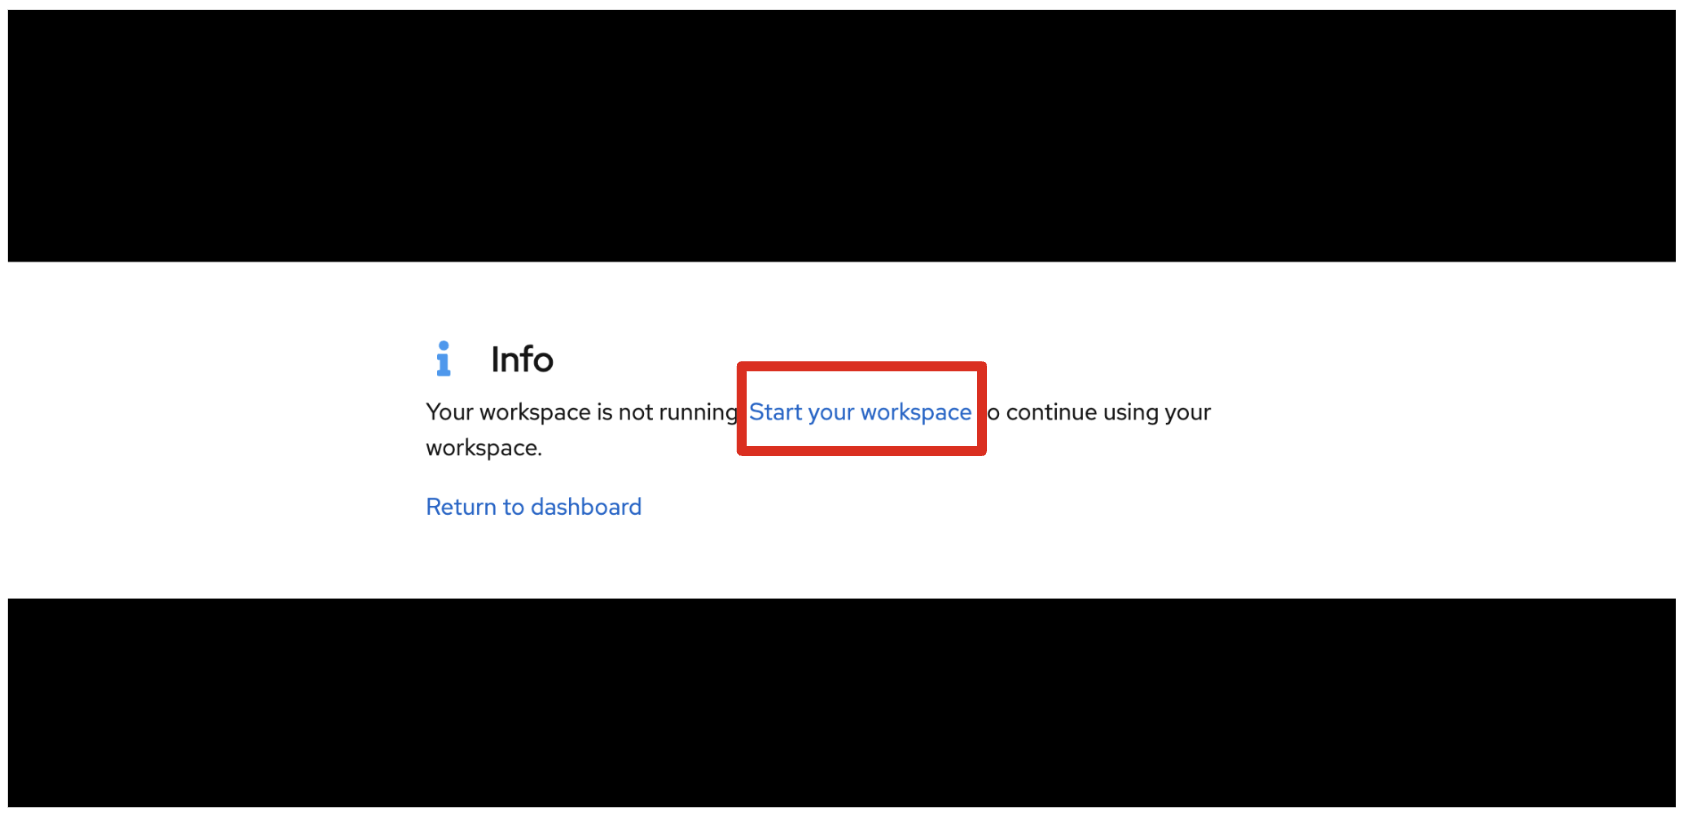 Info
Your workspace is not running Start your workspace o continue using your
workspace.
Return to dashboard